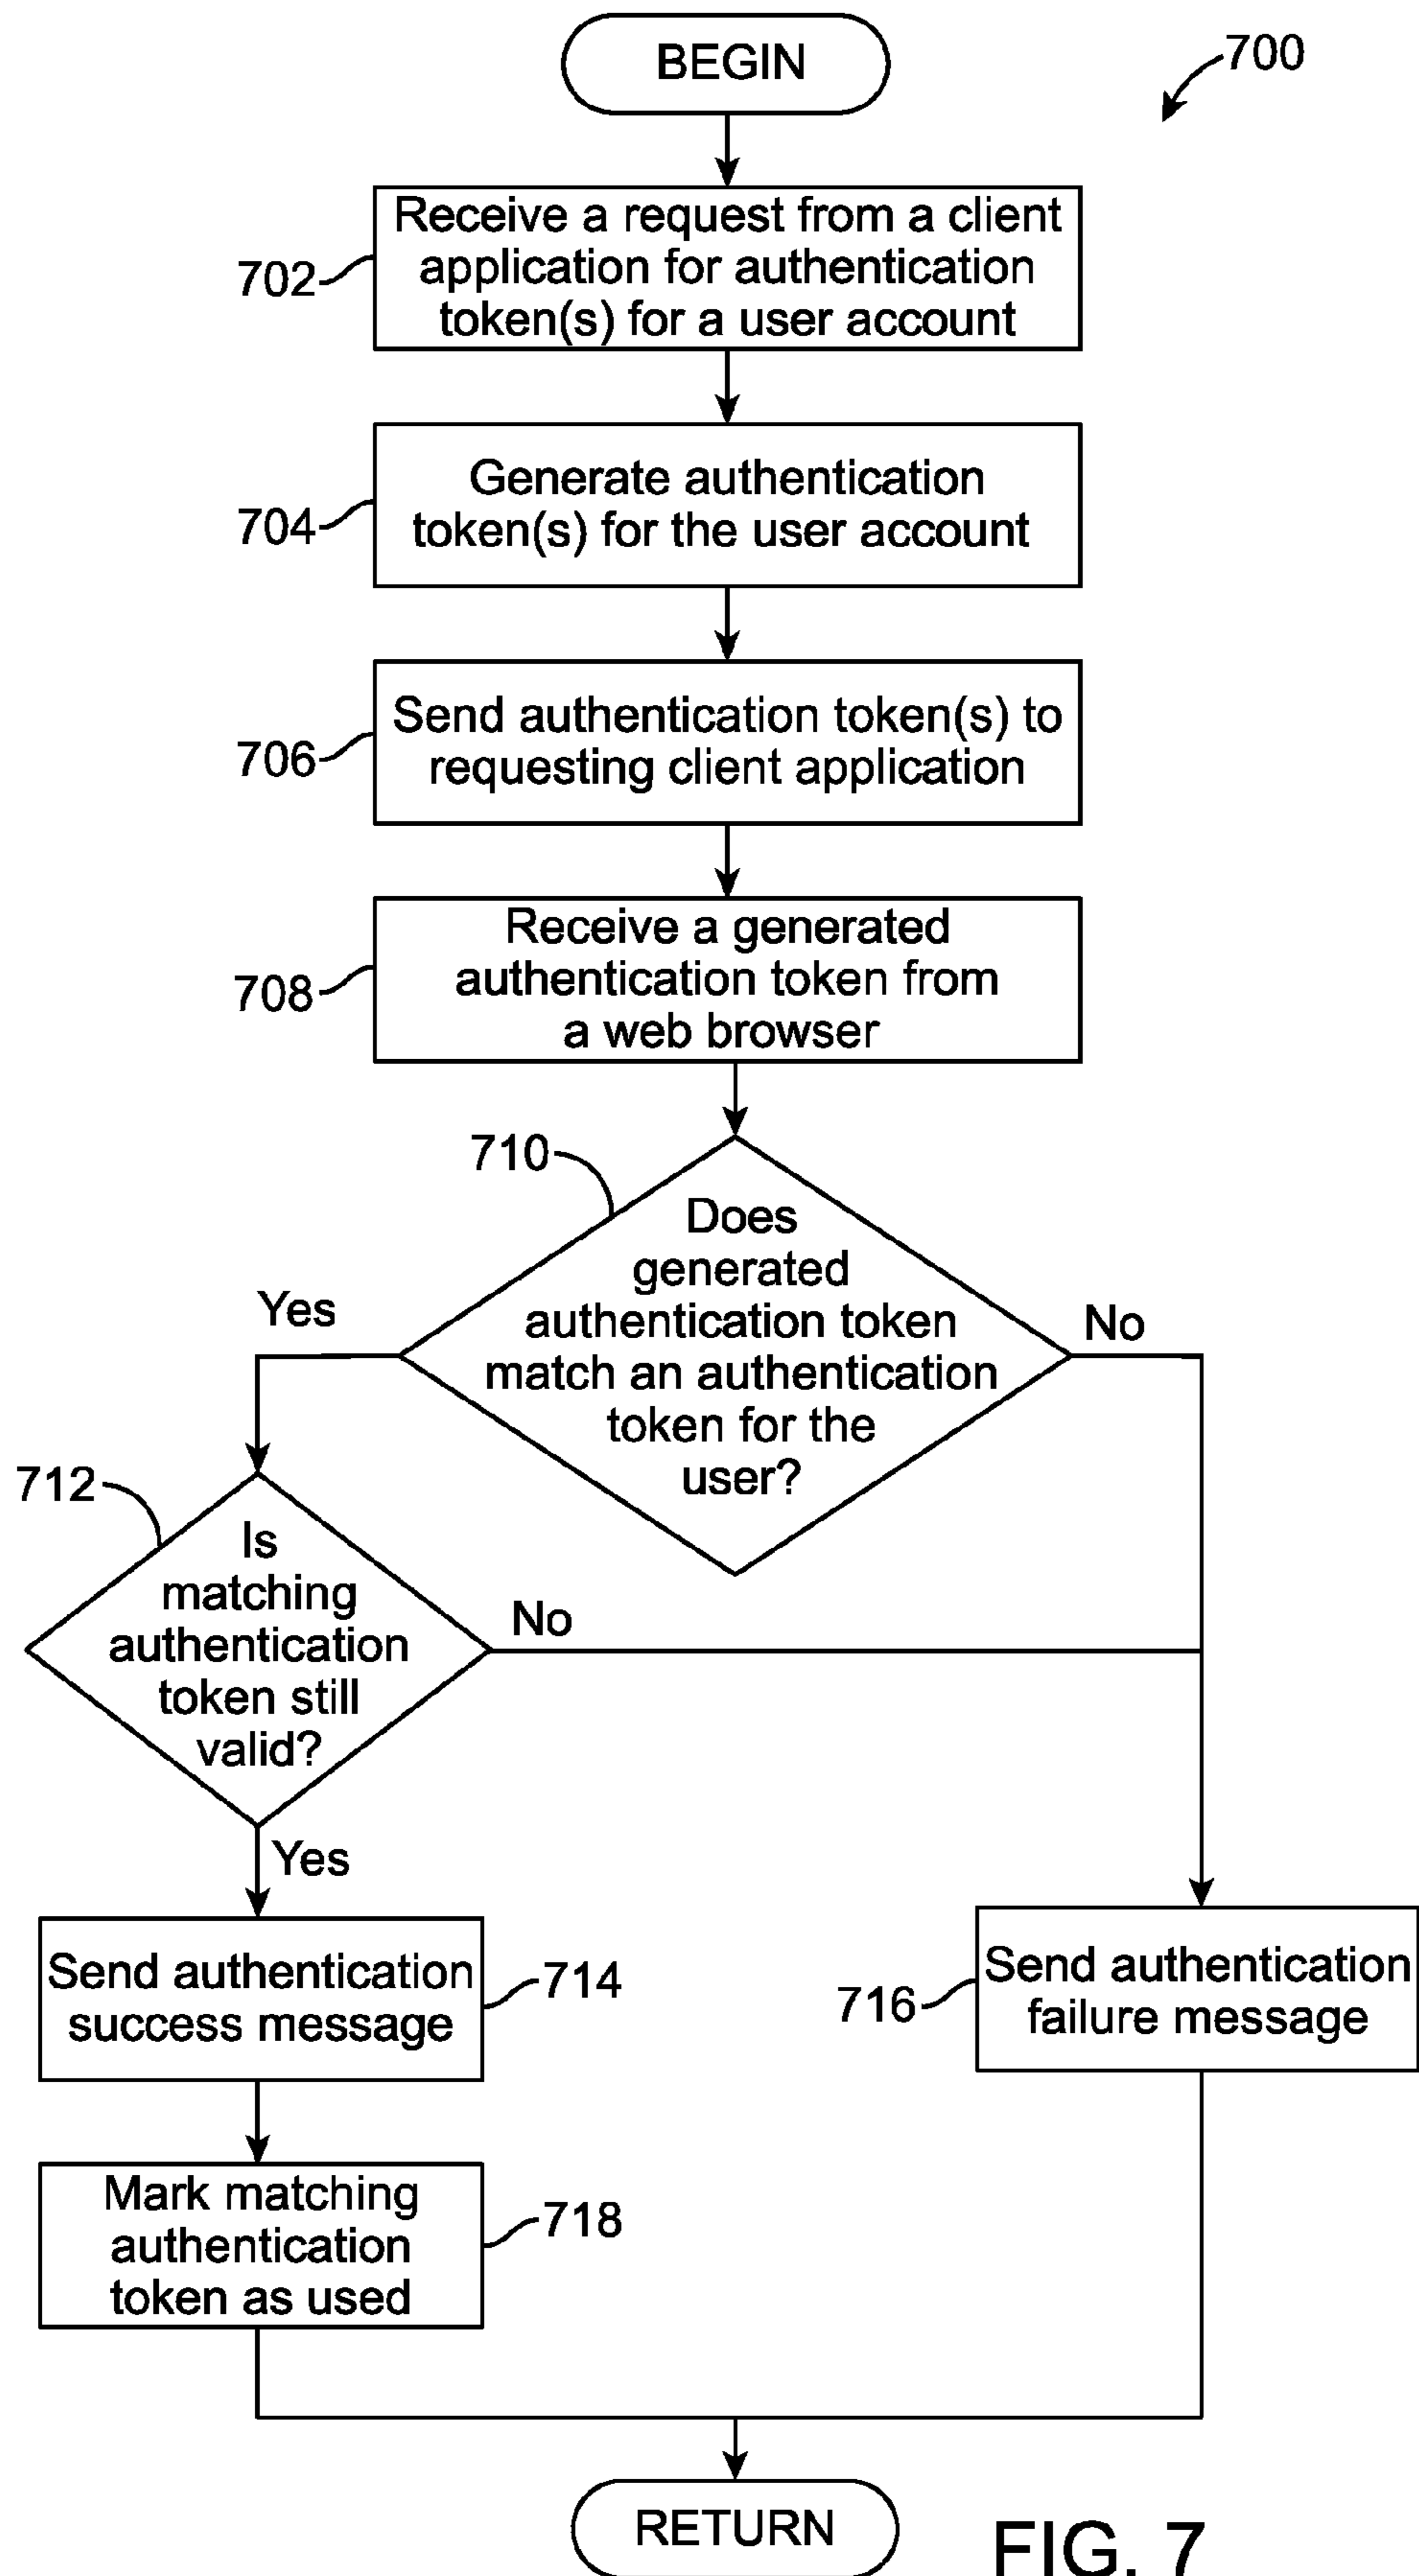 BEGIN
700
Receive a request from a client
application for authentication
token(s) for a user account
702
Generate authentication
token(s) for the user account
704
Send authentication token(s) to
requesting client application
706
Receive a generated
authentication token from
a web browser
708
710
Does
generated
authentication token
match an authentication
token for the
user?
Yes
No
712
Is
matching
authentication
token still
valid?
No
Yes
Send authentication
success message
714
716
Send authentication
failure message
Mark matching
authentication
token as used
718
RETURN
FIG. 7